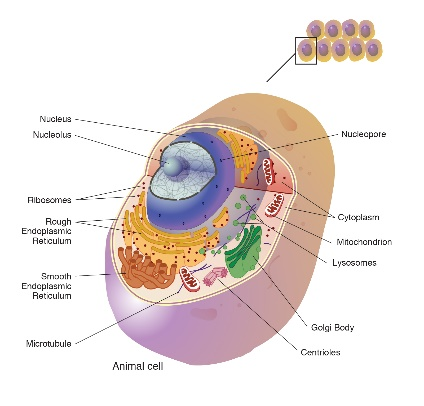 Nucleus
Nucleolus
Nucleopore
Ribosomes
Rough
Endoplasmic
Reticulum
Cytoplasm
Mitochondrion
Lysosomes
Smooth
Endoplasmic
Reticulum
Golgi Body
Microtubule
Centrioles
Animal cell